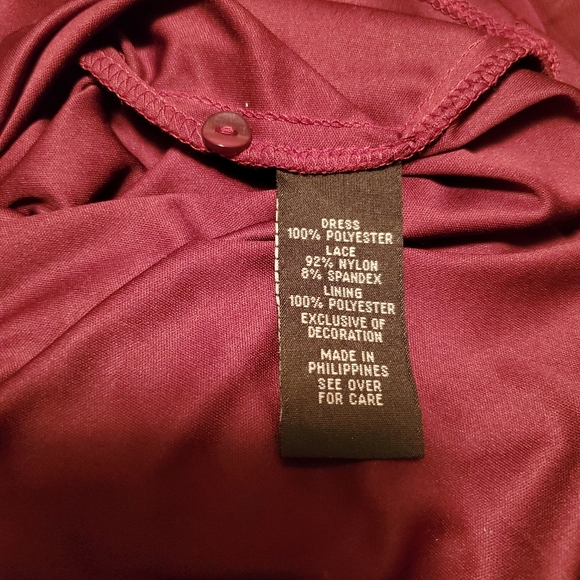 DRESS
100% POLYESTER
LACE
92% NYLON
8% SPANDEX
LINING
100% POLYESTER
EXCLUSIVE OF
DECORATION
MADE IN
PHILIPPINES
SEE OVER
FOR CARE